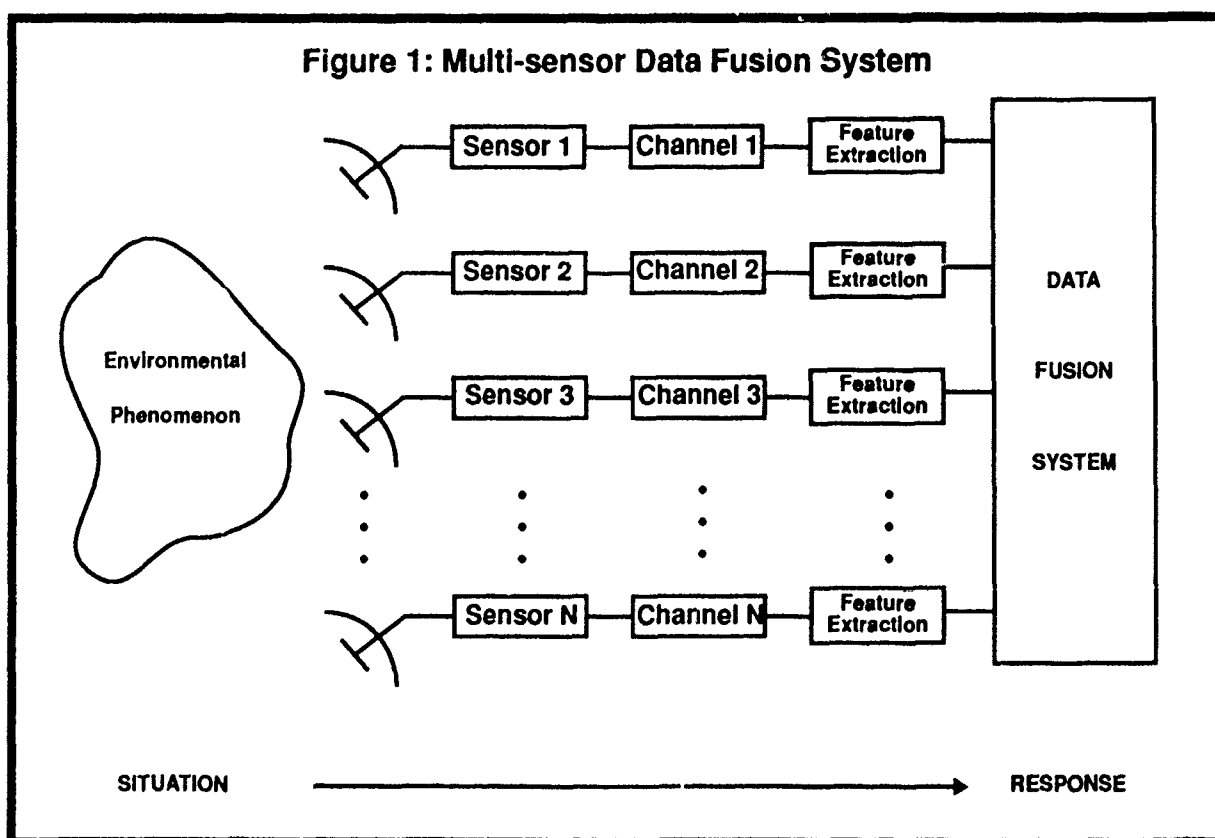 Figure 1: Multi-sensor Data Fusion System
Sensor 1
Channel 1
Feature
Extraction
Sensor 2
Channel 2
Feature
Extraction
Sensor 3
Channel 3
Feature
Extraction
Sensor N
Channel N
Feature
Extraction
Environmental
Phenomenon
DATA
FUSION
SYSTEM
SITUATION
RESPONSE